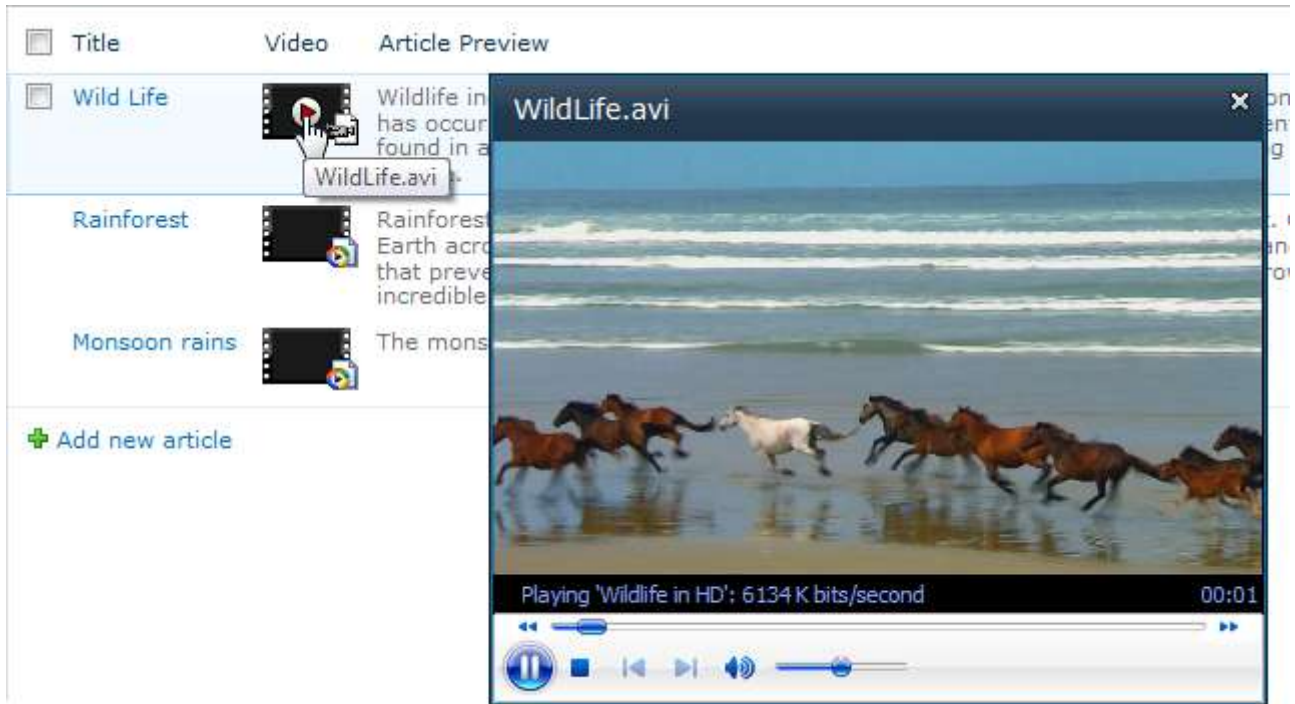 Title Video Article Preview
Wild Life
Wildlife in
has occur
found in a
WildLife.avi
WildLife.avi
Rainforest
Rainforest
Earth acro
that preve
incredible
Monsoon rains
The mons
Add new article
Playing 'Wildlife in HD': 6134 K bits/second 00:01